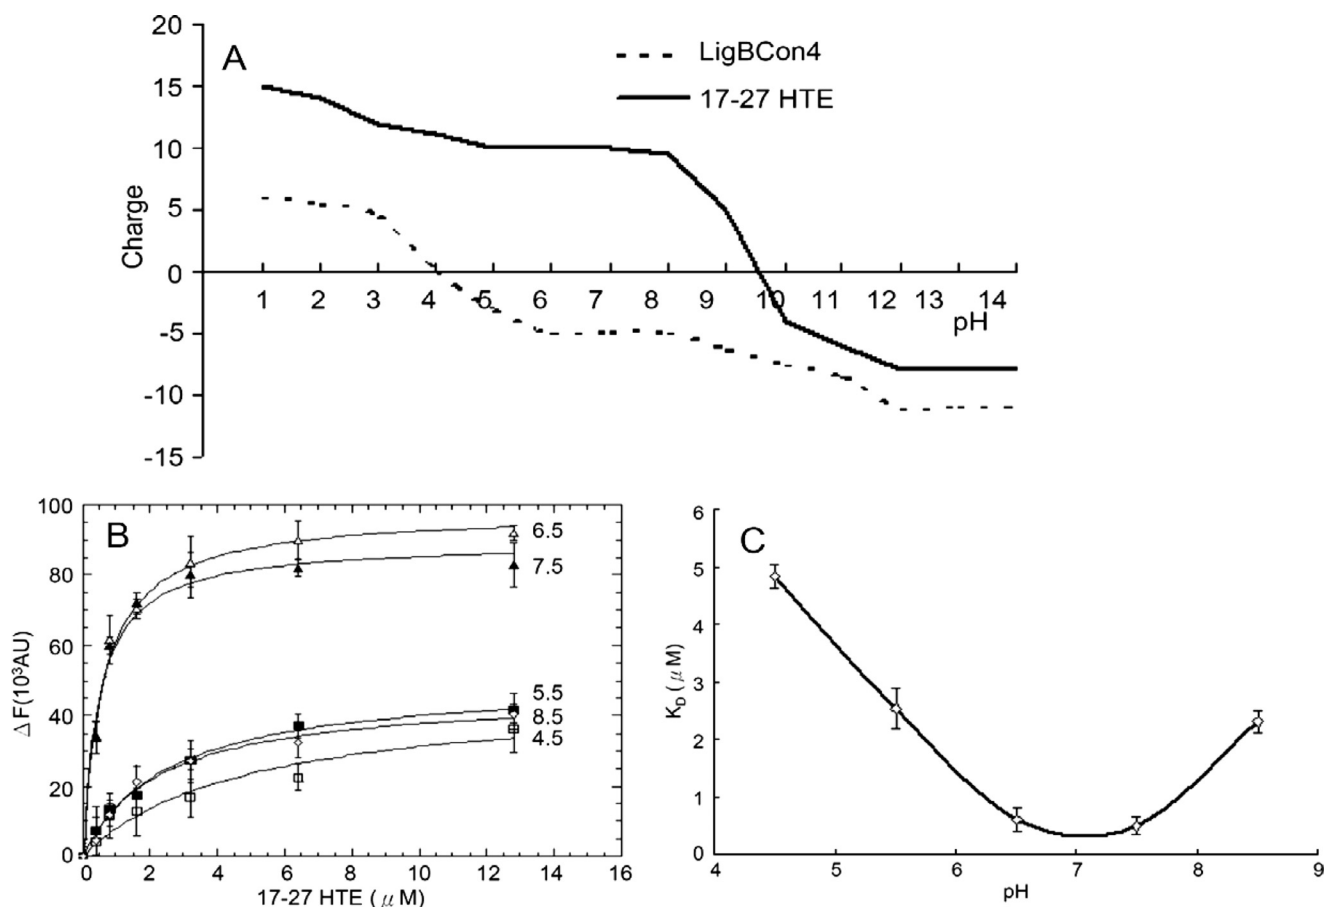 A
20
15
10
5
0
-5
-10
-15
Charge
LigBCon4
17-27 HTE
1 2 3 4 5 6 7 8 9 10 11 12 13 14
pH
B
100
80
60
40
20
0
ΔF(10³AU)
6.5
7.5
5.5
8.5
4.5
0 2 4 6 8 10 12 14 16
17-27 HTE (μM)
C
6
5
4
3
2
1
0
K_D (μM)
4 5 6 7 8 9
pH